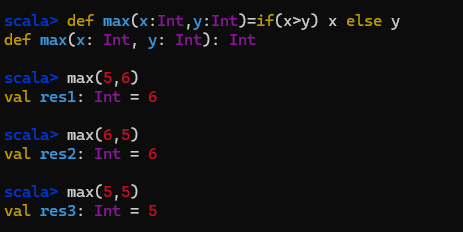 scala> def max(x:Int,y:Int)=if(x>y) x else y
def max(x: Int, y: Int): Int
scala> max(5,6)
val res1: Int = 6
scala> max(6,5)
val res2: Int = 6
scala> max(5,5)
val res3: Int = 5